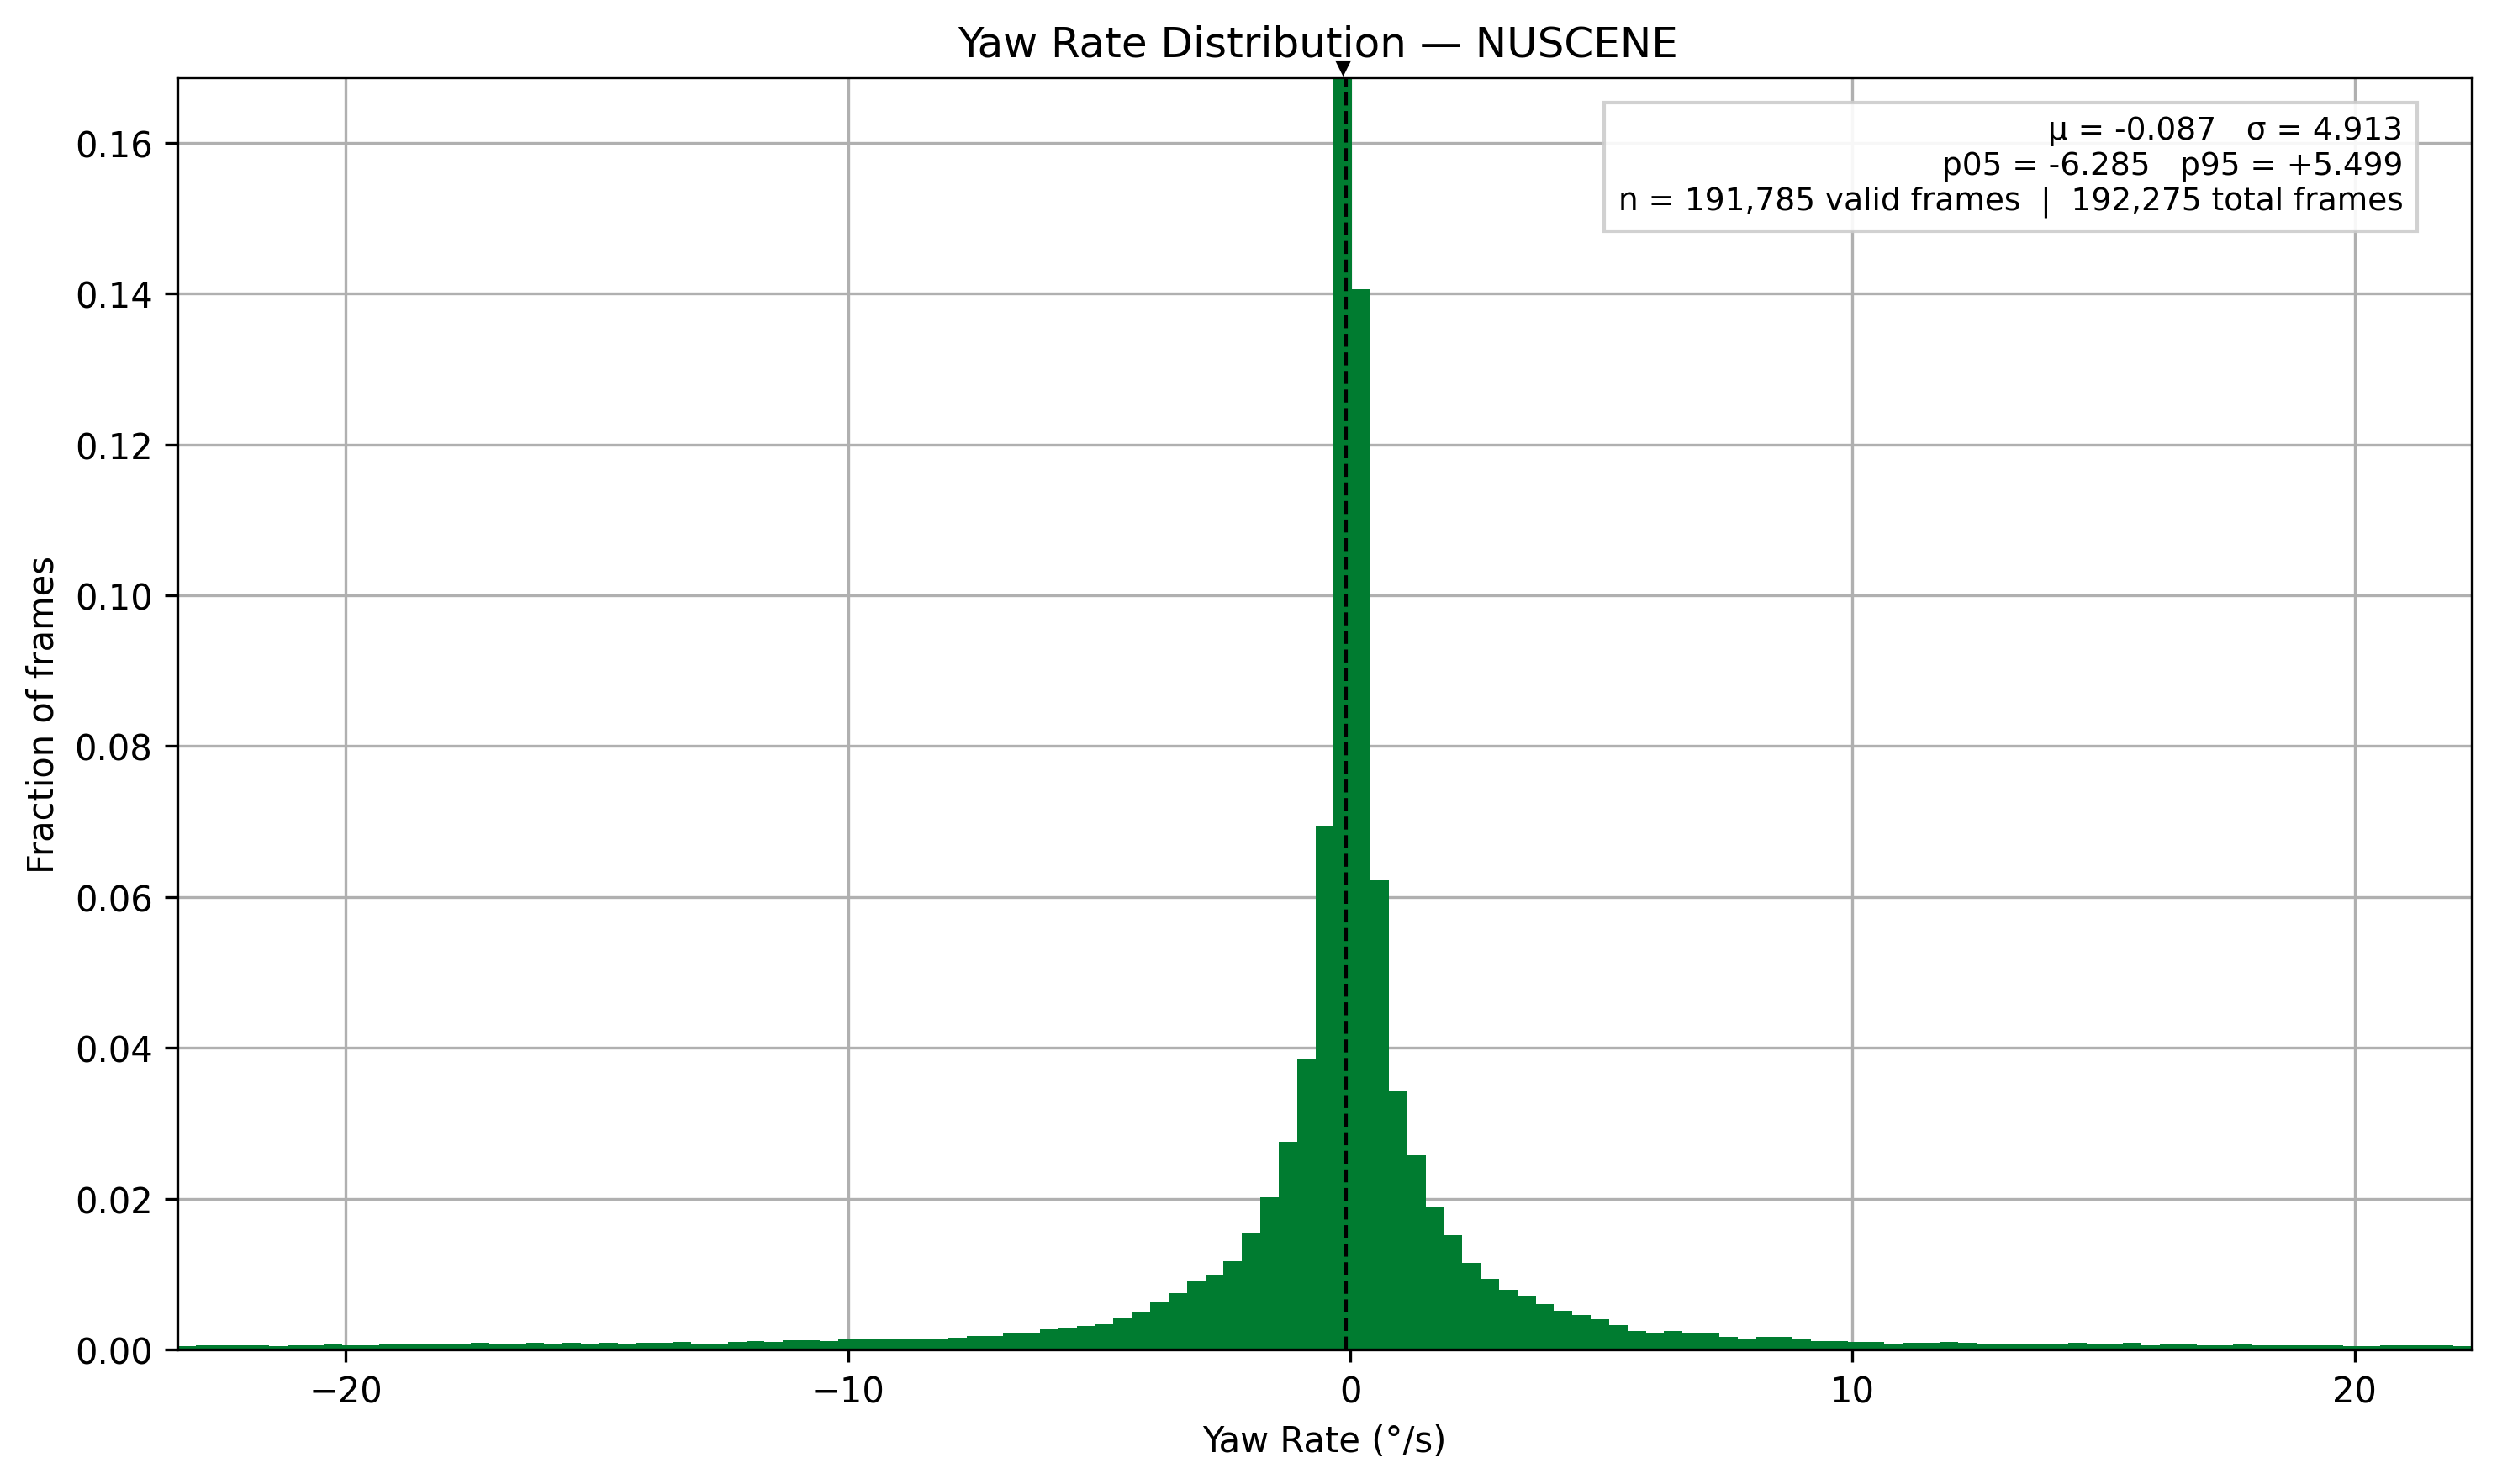 Yaw Rate Distribution — NUSCENE
μ = -0.087   σ = 4.913
p05 = -6.285   p95 = +5.499
n = 191,785 valid frames  |  192,275 total frames
0.16
0.14
0.12
0.10
0.08
0.06
0.04
0.02
0.00
Fraction of frames
−20
−10
0
10
20
Yaw Rate (°/s)